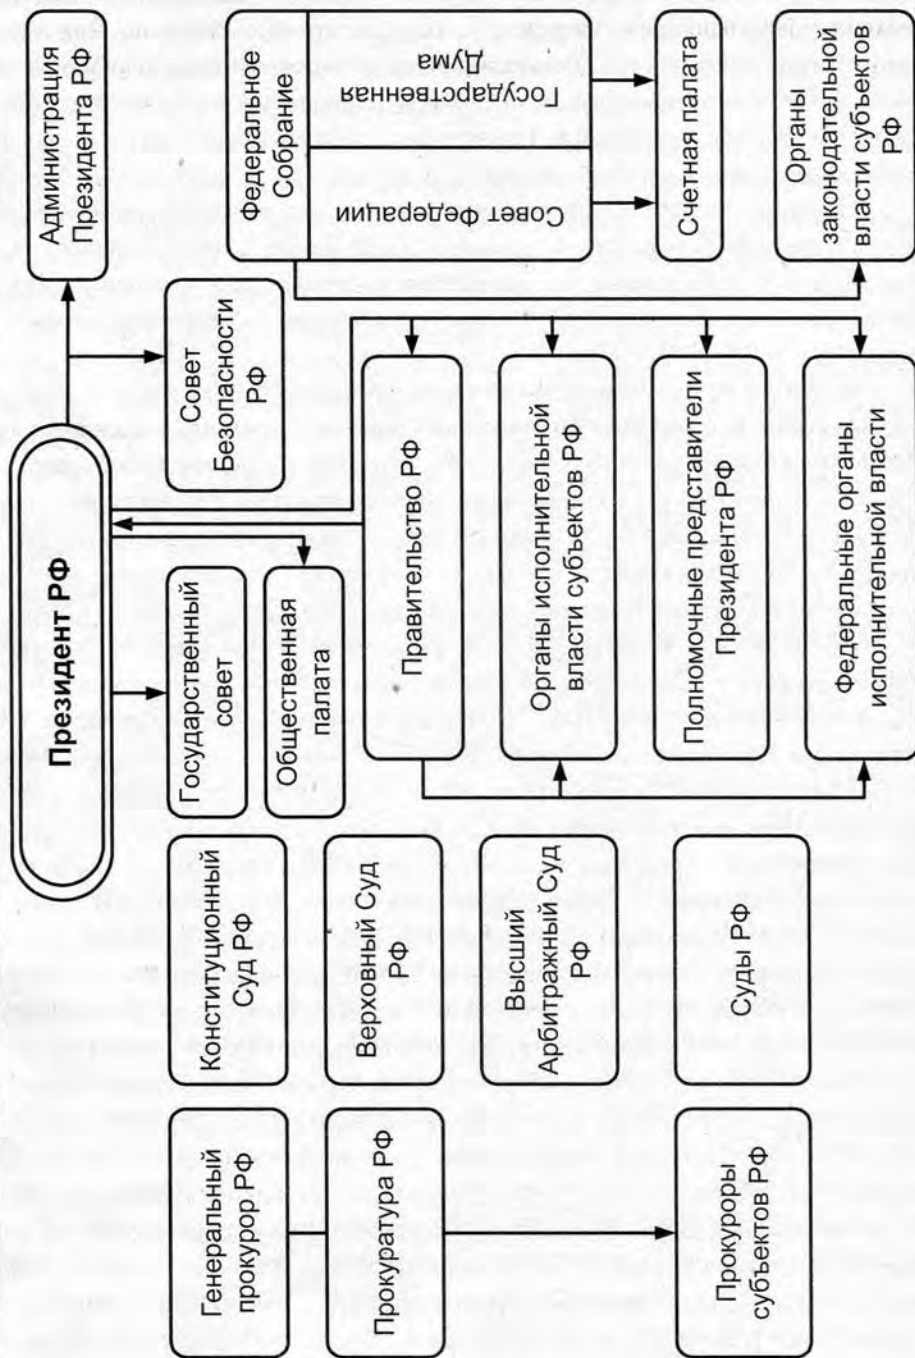 Президент РФ
Администрация
Президента РФ
Совет
Безопасности
РФ
Государственный
совет
Общественная
палата
Федеральное
Собрание
Совет Федерации
Государственная
Дума
Счетная палата
Органы
законодательной
власти субъектов
РФ
Правительство РФ
Органы исполнительной
власти субъектов РФ
Полномочные представители
Президента РФ
Федеральные органы
исполнительной власти
Конституционный
Суд РФ
Верховный Суд
РФ
Высший
Арбитражный Суд
РФ
Суды РФ
Генеральный
прокурор РФ
Прокуратура РФ
Прокуроры
субъектов РФ